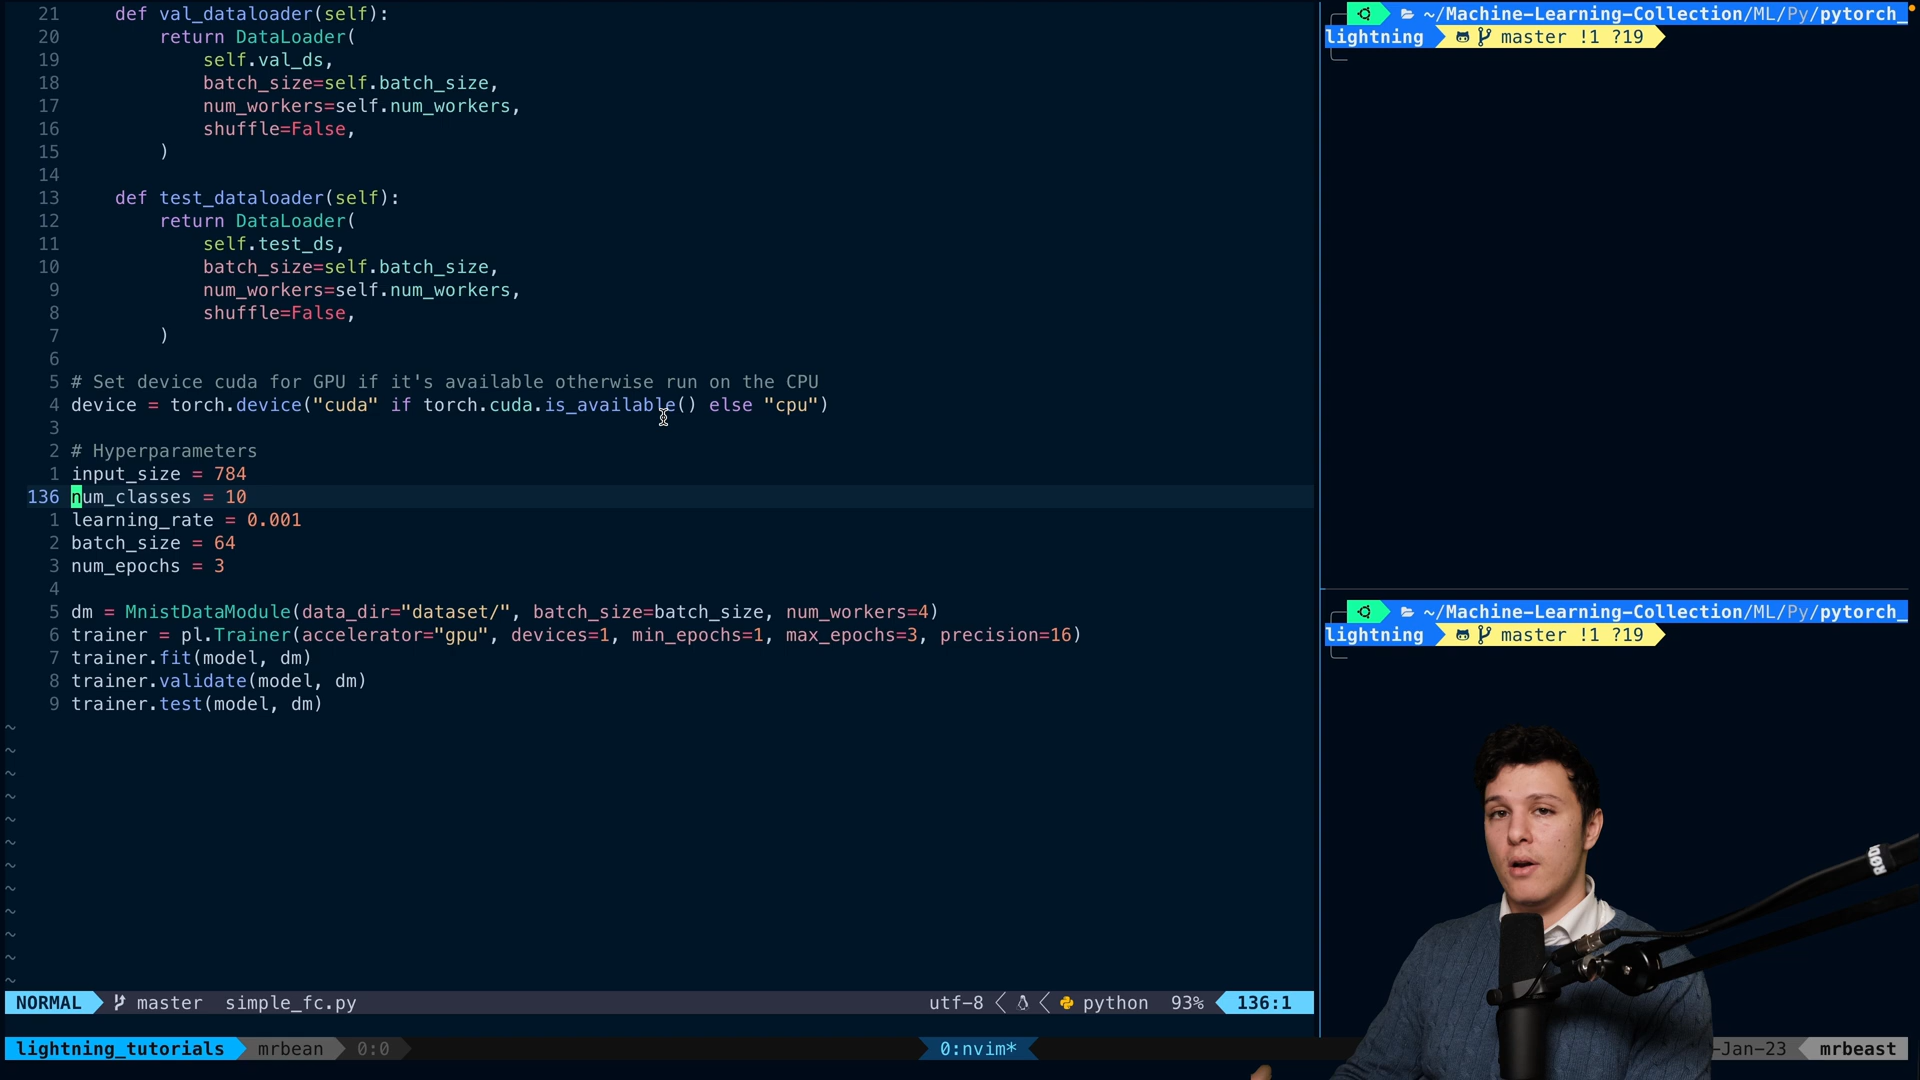 21 def val_dataloader(self):
20 return DataLoader(
19 self.val_ds,
18 batch_size=self.batch_size,
17 num_workers=self.num_workers,
16 shuffle=False,
15 )
14
13 def test_dataloader(self):
12 return DataLoader(
11 self.test_ds,
10 batch_size=self.batch_size,
9 num_workers=self.num_workers,
8 shuffle=False,
7 )
6
5 # Set device cuda for GPU if it's available otherwise run on the CPU
4 device = torch.device("cuda" if torch.cuda.is_available() else "cpu")
3
2 # Hyperparameters
1 input_size = 784
136 num_classes = 10
1 learning_rate = 0.001
2 batch_size = 64
3 num_epochs = 3
4
5 dm = MnistDataModule(data_dir="dataset/", batch_size=batch_size, num_workers=4)
6 trainer = pl.Trainer(accelerator="gpu", devices=1, min_epochs=1, max_epochs=3, precision=16)
7 trainer.fit(model, dm)
8 trainer.validate(model, dm)
9 trainer.test(model, dm)
~
~
~
~
~
~
~
~
~
~
~
~
NORMAL master simple_fc.py utf-8 python 93% 136:1
lightning_tutorials mrbean 0:0 0:nvim* -Jan-23 mrbeast
~/Machine-Learning-Collection/ML/Py/pytorch_
lightning master !1 ?19
~/Machine-Learning-Collection/ML/Py/pytorch_
lightning master !1 ?19
RØDE